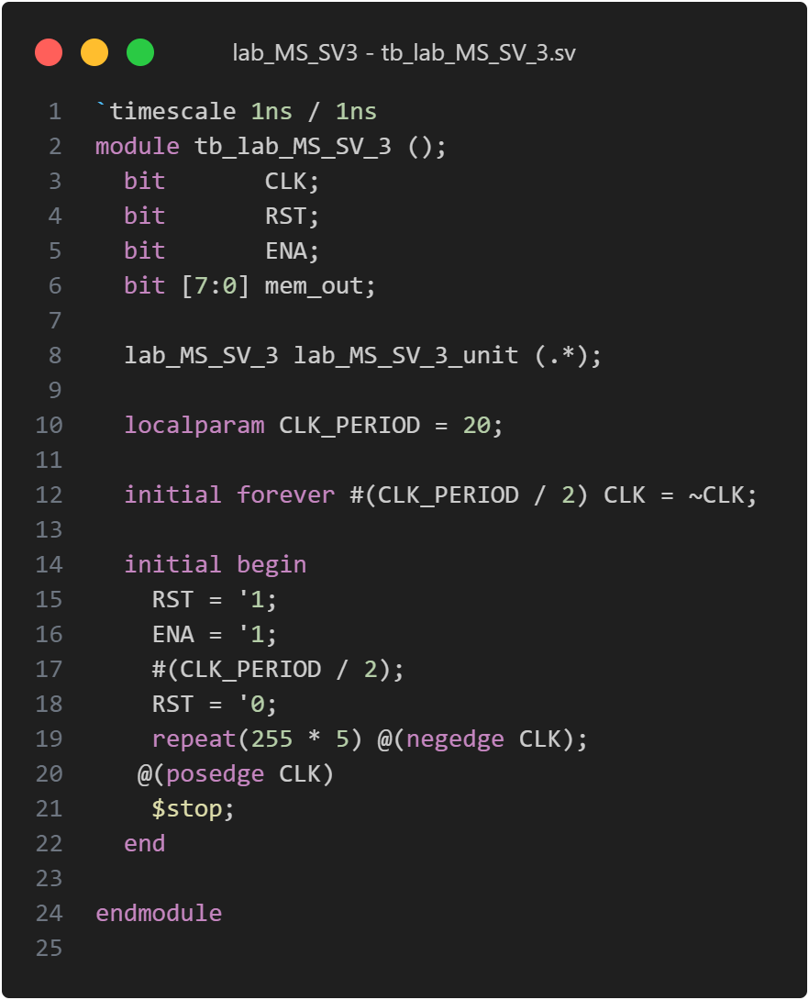 lab_MS_SV3 - tb_lab_MS_SV_3.sv
1 `timescale 1ns / 1ns
2 module tb_lab_MS_SV_3 ();
3   bit       CLK;
4   bit       RST;
5   bit       ENA;
6   bit [7:0] mem_out;
7
8   lab_MS_SV_3 lab_MS_SV_3_unit (.*);
9
10   localparam CLK_PERIOD = 20;
11
12   initial forever #(CLK_PERIOD / 2) CLK = ~CLK;
13
14   initial begin
15     RST = '1;
16     ENA = '1;
17     #(CLK_PERIOD / 2);
18     RST = '0;
19     repeat(255 * 5) @(negedge CLK);
20    @(posedge CLK)
21     $stop;
22   end
23
24 endmodule
25